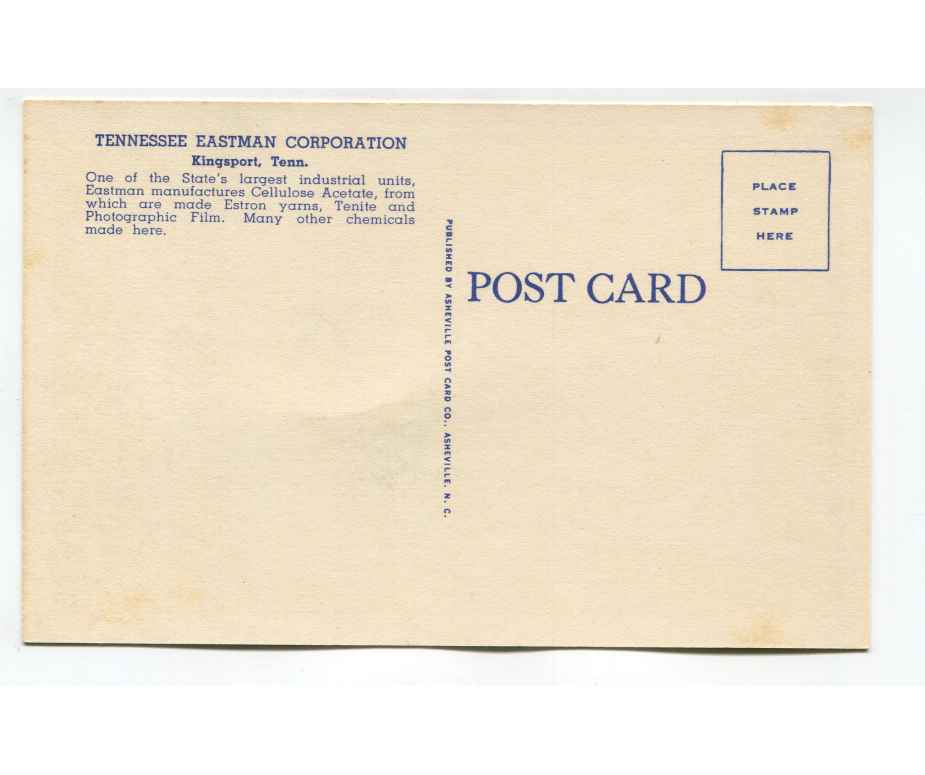 TENNESSEE EASTMAN CORPORATION
Kingsport, Tenn.
One of the State's largest industrial units,
Eastman manufactures Cellulose Acetate, from
which are made Estron yarns, Tenite and
Photographic Film. Many other chemicals
made here.
PUBLISHED BY ASHEVILLE POST CARD CO., ASHEVILLE, N. C.
POST CARD
PLACE
STAMP
HERE